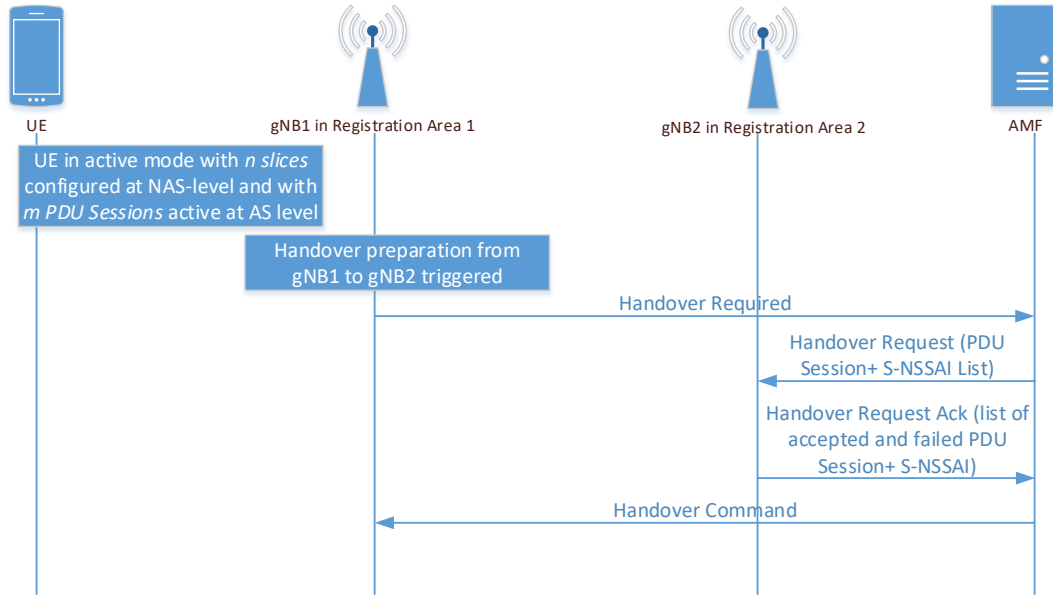 UE
gNB1 in Registration Area 1
gNB2 in Registration Area 2
AMF
UE in active mode with n slices
configured at NAS-level and with
m PDU Sessions active at AS level
Handover preparation from
gNB1 to gNB2 triggered
Handover Required
Handover Request (PDU
Session+ S-NSSAI List)
Handover Request Ack (list of
accepted and failed PDU
Session+ S-NSSAI)
Handover Command